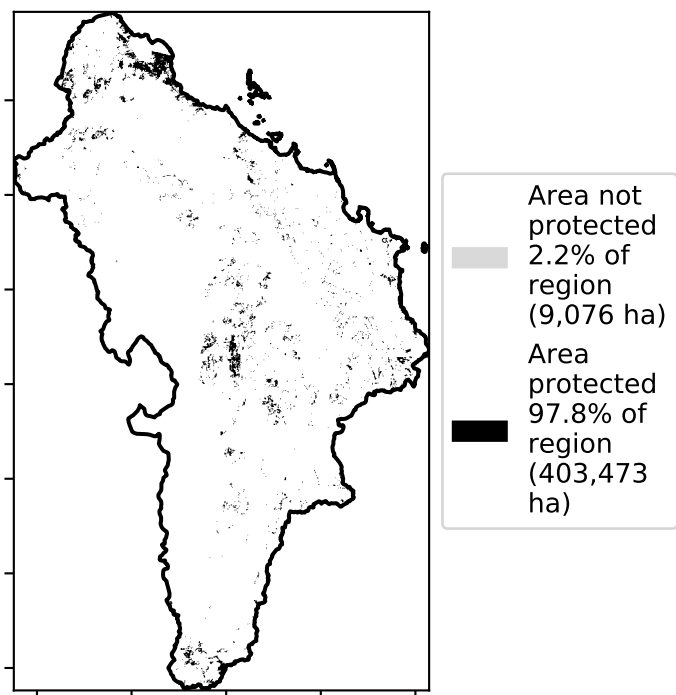 Area not
protected
2.2% of
region
(9,076 ha)
Area
protected
97.8% of
region
(403,473
ha)